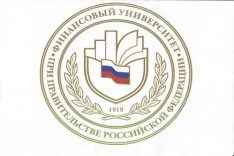 ФИНАНСОВЫЙ УНИВЕРСИТЕТ
ПРИ ПРАВИТЕЛЬСТВЕ РОССИЙСКОЙ ФЕДЕРАЦИИ
1919